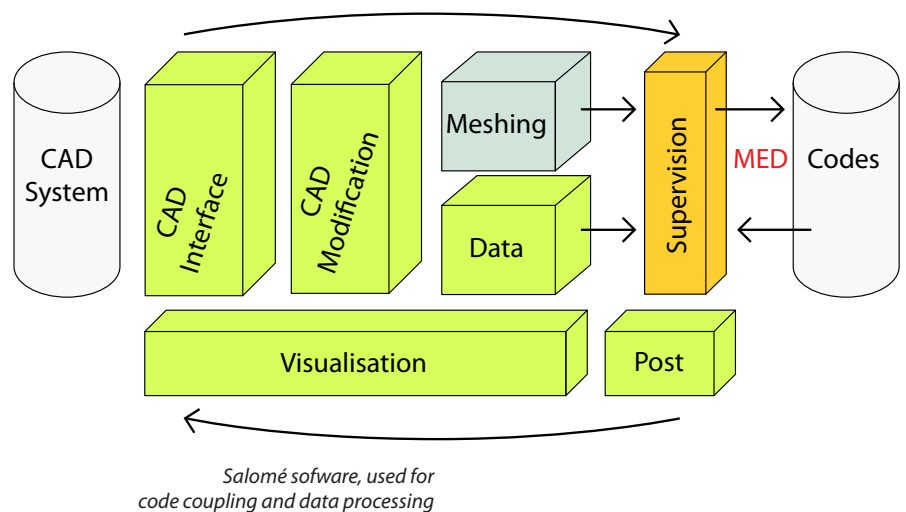 CAD
System
CAD
Interface
CAD
Modification
Meshing
Data
Supervision
MED
Codes
Visualisation
Post
Salomé sofware, used for
code coupling and data processing